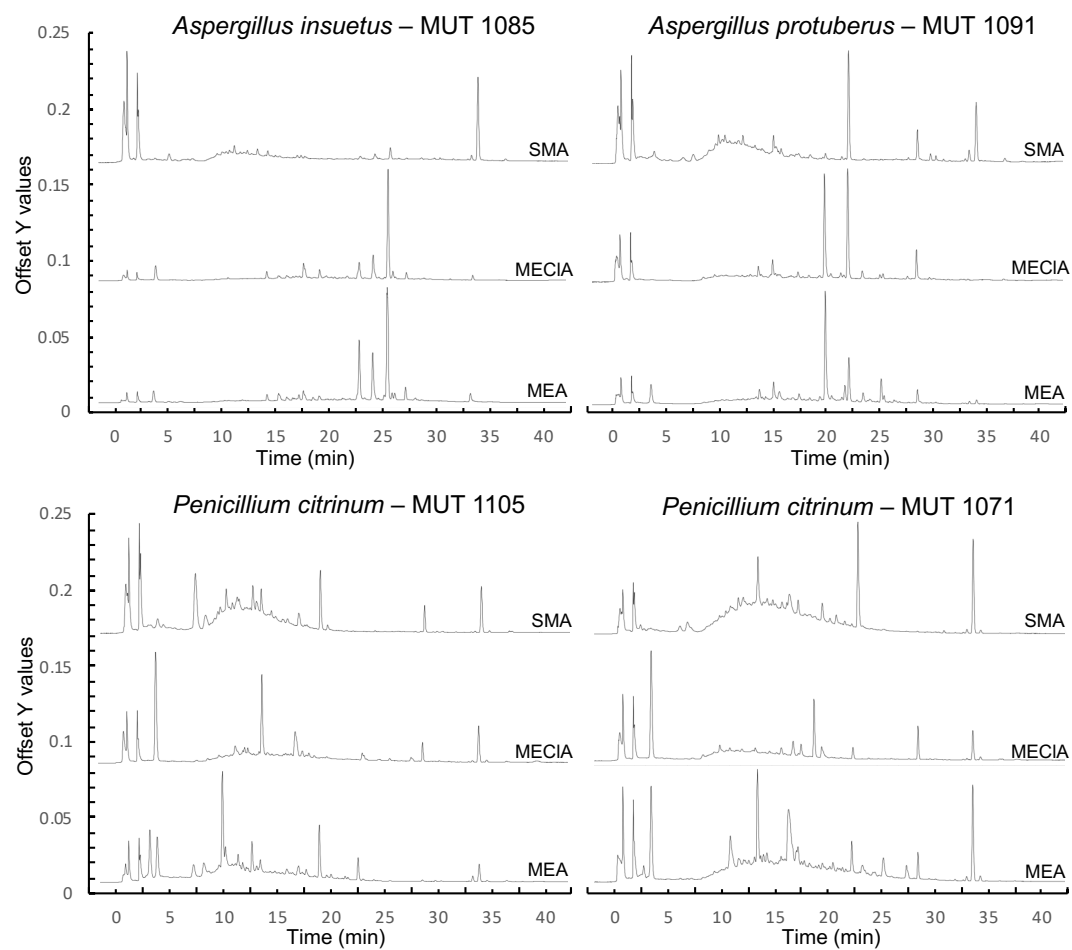 Aspergillus insuetus – MUT 1085
Aspergillus protuberus – MUT 1091
0.25
0.2
0.15
0.1
0.05
0
Offset Y values
SMA
MECIA
MEA
SMA
MECIA
MEA
0 5 10 15 20 25 30 35 40
Time (min)
0 5 10 15 20 25 30 35 40
Time (min)
Penicillium citrinum – MUT 1105
Penicillium citrinum – MUT 1071
0.25
0.2
0.15
0.1
0.05
0
Offset Y values
SMA
MECIA
MEA
SMA
MECIA
MEA
0 5 10 15 20 25 30 35 40
Time (min)
0 5 10 15 20 25 30 35 40
Time (min)